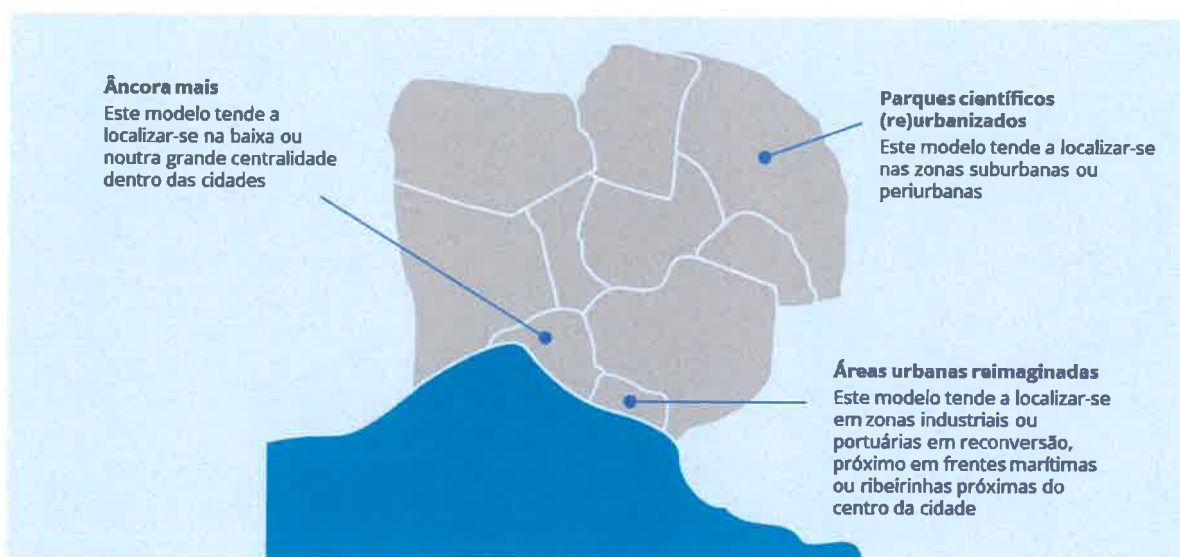 Âncora mais
Este modelo tende a
localizar-se na baixa ou
noutra grande centralidade
dentro das cidades
Parques científicos
(re)urbanizados
Este modelo tende a localizar-se
nas zonas suburbanas ou
periurbanas
Áreas urbanas reimaginadas
Este modelo tende a localizar-se
em zonas industriais ou
portuárias em reconversão,
próximo em frentes marítimas
ou ribeirinhas próximas do
centro da cidade